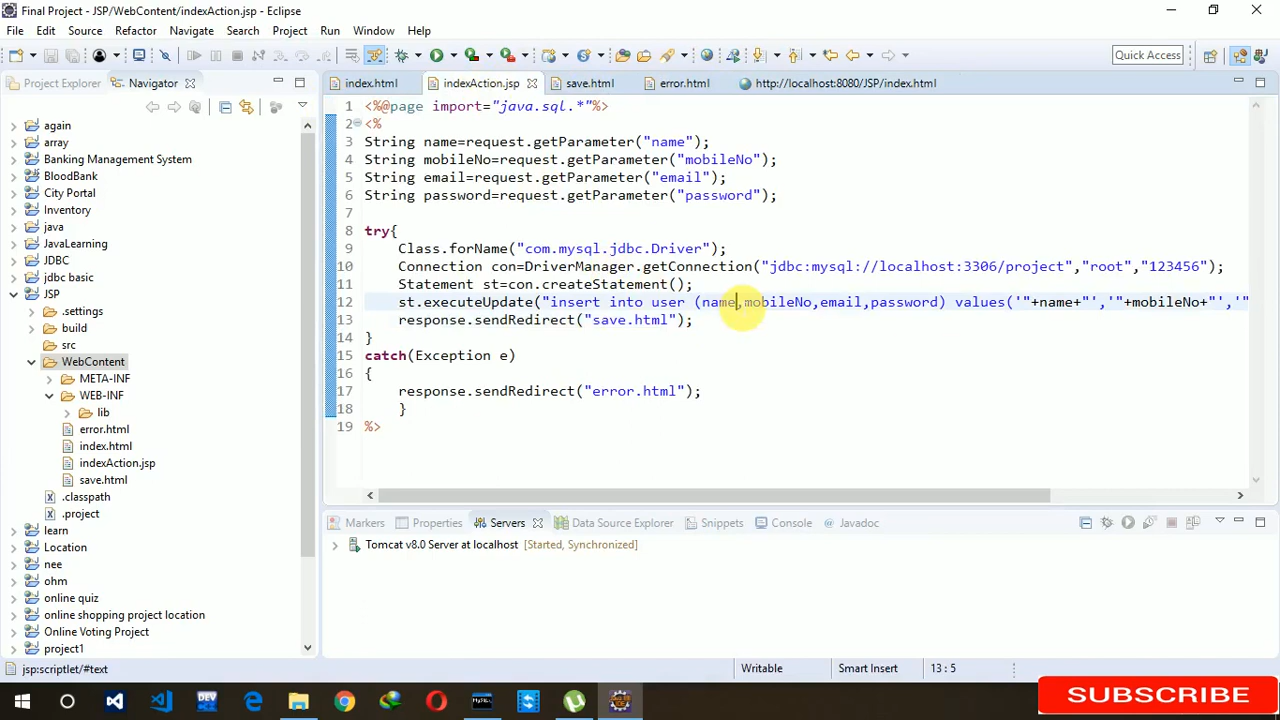 Final Project - JSP/WebContent/indexAction.jsp - Eclipse
File Edit Source Refactor Navigate Search Project Run Window Help
Quick Access
Project Explorer Navigator
index.html indexAction.jsp save.html error.html http://localhost:8080/JSP/index.html
again
array
Banking Management System
BloodBank
City Portal
Inventory
java
JavaLearning
JDBC
jdbc basic
JSP
.settings
build
src
WebContent
META-INF
WEB-INF
lib
error.html
index.html
indexAction.jsp
save.html
.classpath
.project
learn
Location
nee
ohm
online quiz
online shopping project location
Online Voting Project
project1
1 <%@page import="java.sql.*"%>
2 <%
3 String name=request.getParameter("name");
4 String mobileNo=request.getParameter("mobileNo");
5 String email=request.getParameter("email");
6 String password=request.getParameter("password");
7
8 try{
9 Class.forName("com.mysql.jdbc.Driver");
10 Connection con=DriverManager.getConnection("jdbc:mysql://localhost:3306/project","root","123456");
11 Statement st=con.createStatement();
12 st.executeUpdate("insert into user (name,mobileNo,email,password) values('"+name+"','"+mobileNo+"','"
13 response.sendRedirect("save.html");
14 }
15 catch(Exception e)
16 {
17 response.sendRedirect("error.html");
18 }
19 %>
Markers Properties Servers Data Source Explorer Snippets Console Javadoc
Tomcat v8.0 Server at localhost [Started, Synchronized]
jsp:scriptlet/#text Writable Smart Insert 13 : 5
SUBSCRIBE